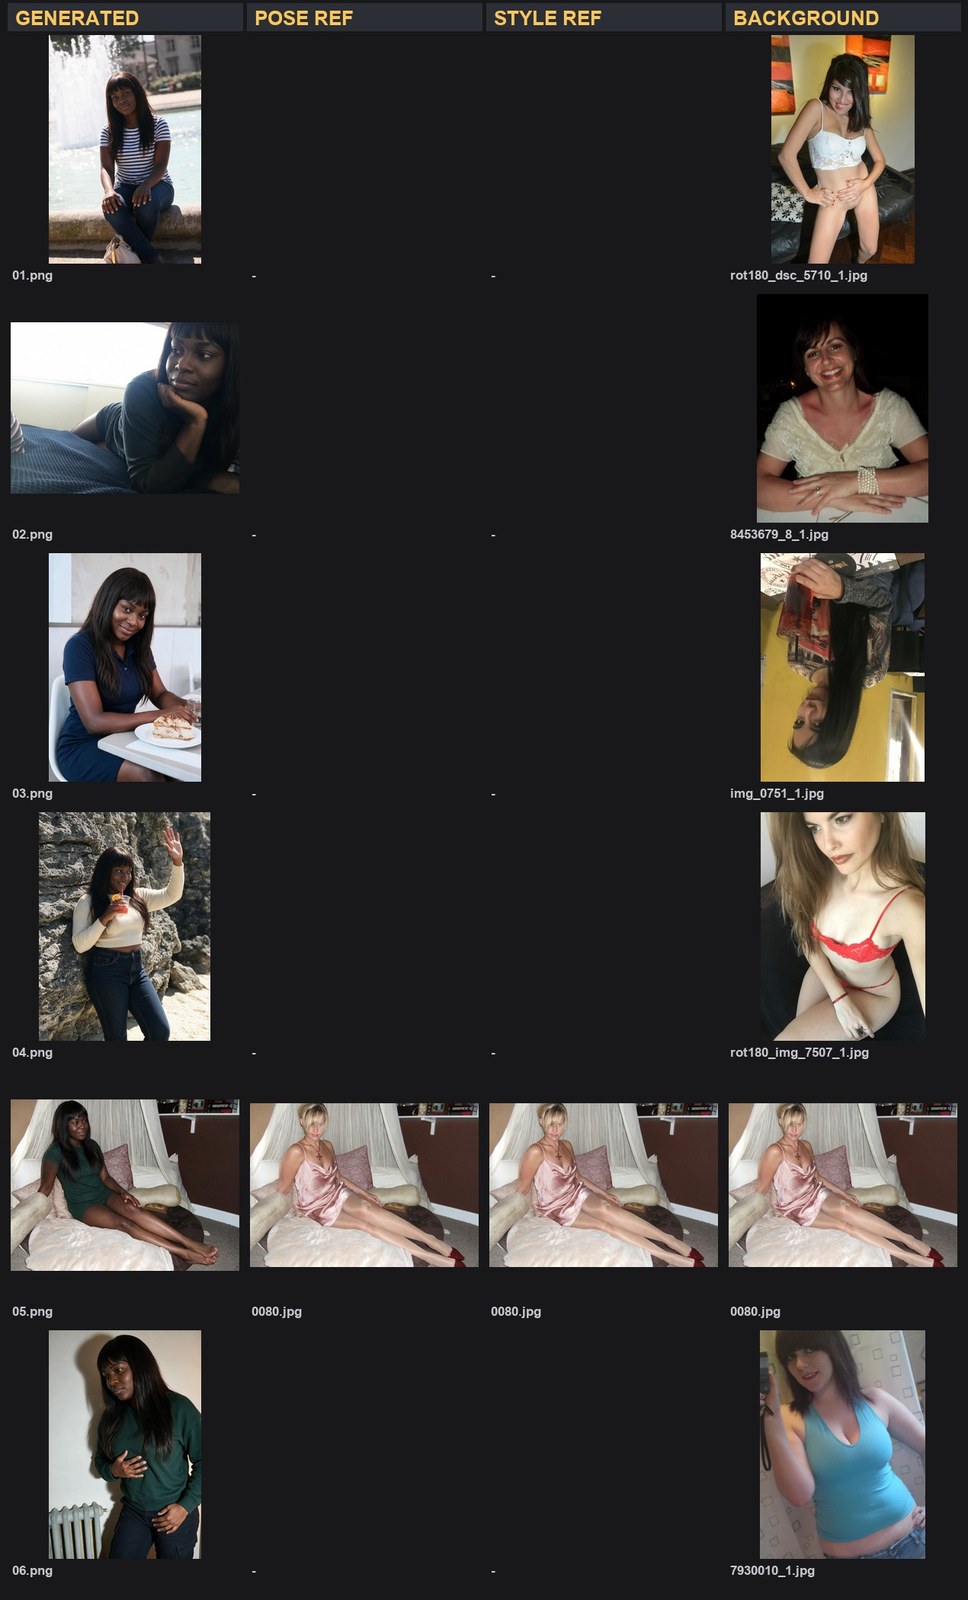 GENERATED POSE REF STYLE REF BACKGROUND
01.png - - rot180_dsc_5710_1.jpg
02.png - - 8453679_8_1.jpg
03.png - - img_0751_1.jpg
04.png - - rot180_img_7507_1.jpg
05.png 0080.jpg 0080.jpg 0080.jpg
06.png - - 7930010_1.jpg